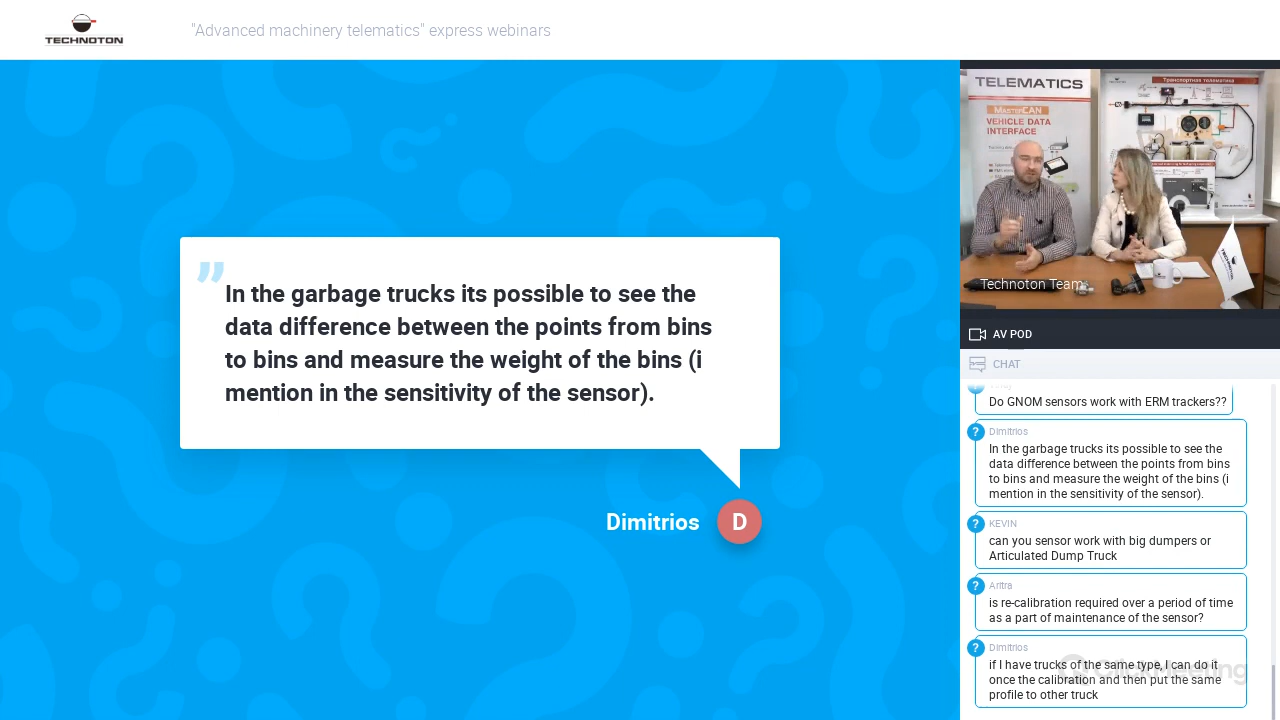 TECHNOTON
"Advanced machinery telematics" express webinars
”
In the garbage trucks its possible to see the
data difference between the points from bins
to bins and measure the weight of the bins (i
mention in the sensitivity of the sensor).
Dimitrios
D
TELEMATICS
MasterCAN
VEHICLE DATA
INTERFACE
Транспортная телематика
Technoton Team
AV POD
CHAT
Do GNOM sensors work with ERM trackers??
?
Dimitrios
In the garbage trucks its possible to see the
data difference between the points from bins
to bins and measure the weight of the bins (i
mention in the sensitivity of the sensor).
?
KEVIN
can you sensor work with big dumpers or
Articulated Dump Truck
?
Aritra
is re-calibration required over a period of time
as a part of maintenance of the sensor?
?
Dimitrios
if I have trucks of the same type, I can do it
once the calibration and then put the same
profile to other truck
ClickMeeting